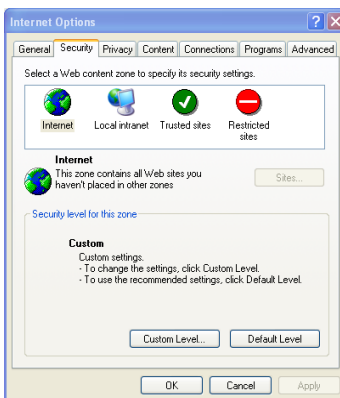 Internet Options
General Security Privacy Content Connections Programs Advanced
Select a Web content zone to specify its security settings.
Internet Local intranet Trusted sites Restricted sites
Internet
This zone contains all Web sites you
haven't placed in other zones
Sites...
Security level for this zone
Custom
Custom settings.
- To change the settings, click Custom Level.
- To use the recommended settings, click Default Level.
Custom Level... Default Level
OK Cancel Apply